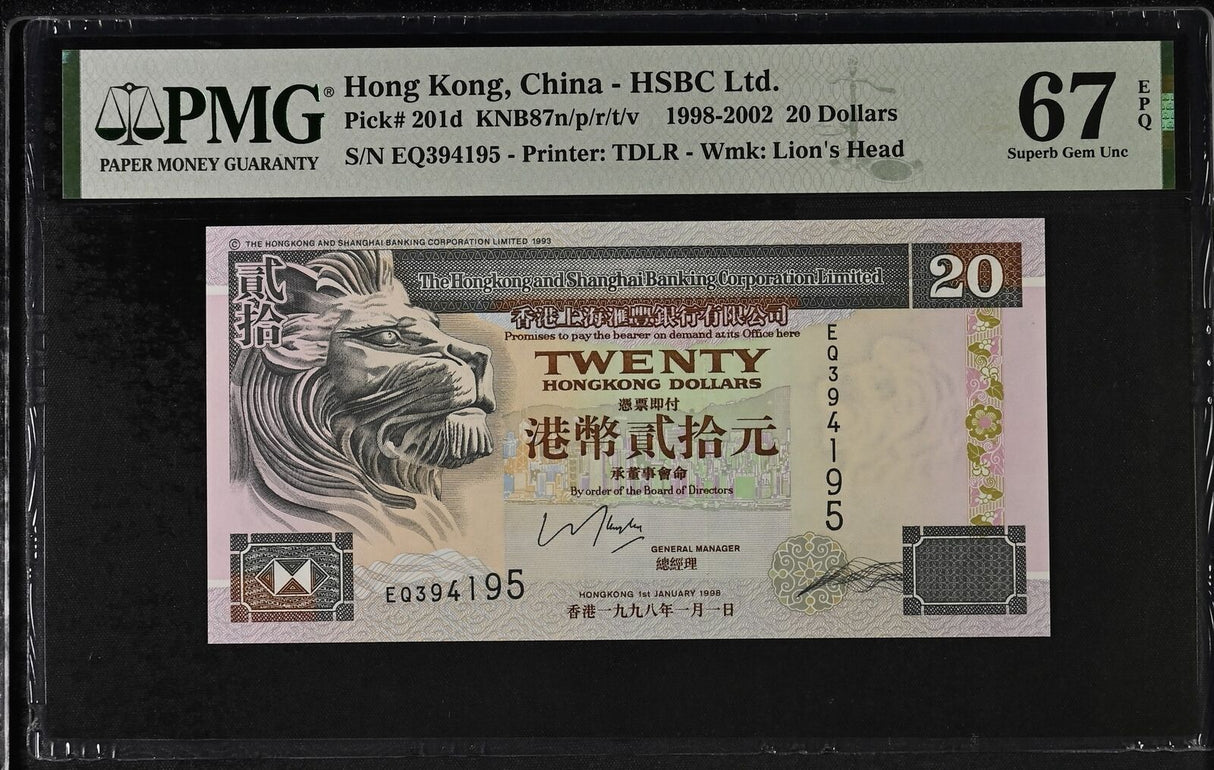 PMG®
PAPER MONEY GUARANTY
Hong Kong, China - HSBC Ltd.
Pick# 201d KNB87n/p/r/t/v 1998-2002 20 Dollars
S/N EQ394195 - Printer: TDLR - Wmk: Lion's Head
67
EPQ
Superb Gem Unc
© THE HONGKONG AND SHANGHAI BANKING CORPORATION LIMITED 1993
貳拾
The Hongkong and Shanghai Banking Corporation Limited
20
香港上海滙豐銀行有限公司
Promises to pay the bearer on demand at its Office here
TWENTY
HONGKONG DOLLARS
憑票即付
港幣貳拾元
承董事會命
By order of the Board of Directors
EQ394195
GENERAL MANAGER
總經理
EQ394195
HONGKONG 1st JANUARY 1998
香港一九九八年一月一日